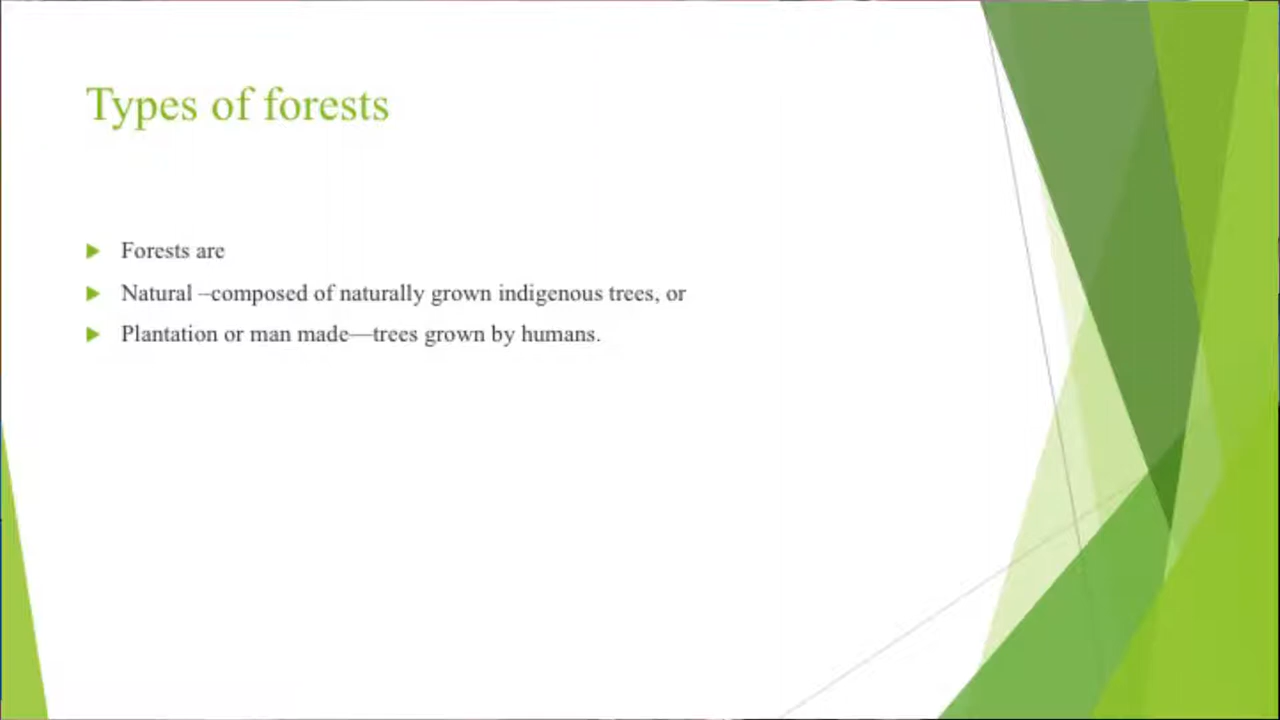 Types of forests
Forests are
Natural –composed of naturally grown indigenous trees, or
Plantation or man made—trees grown by humans.